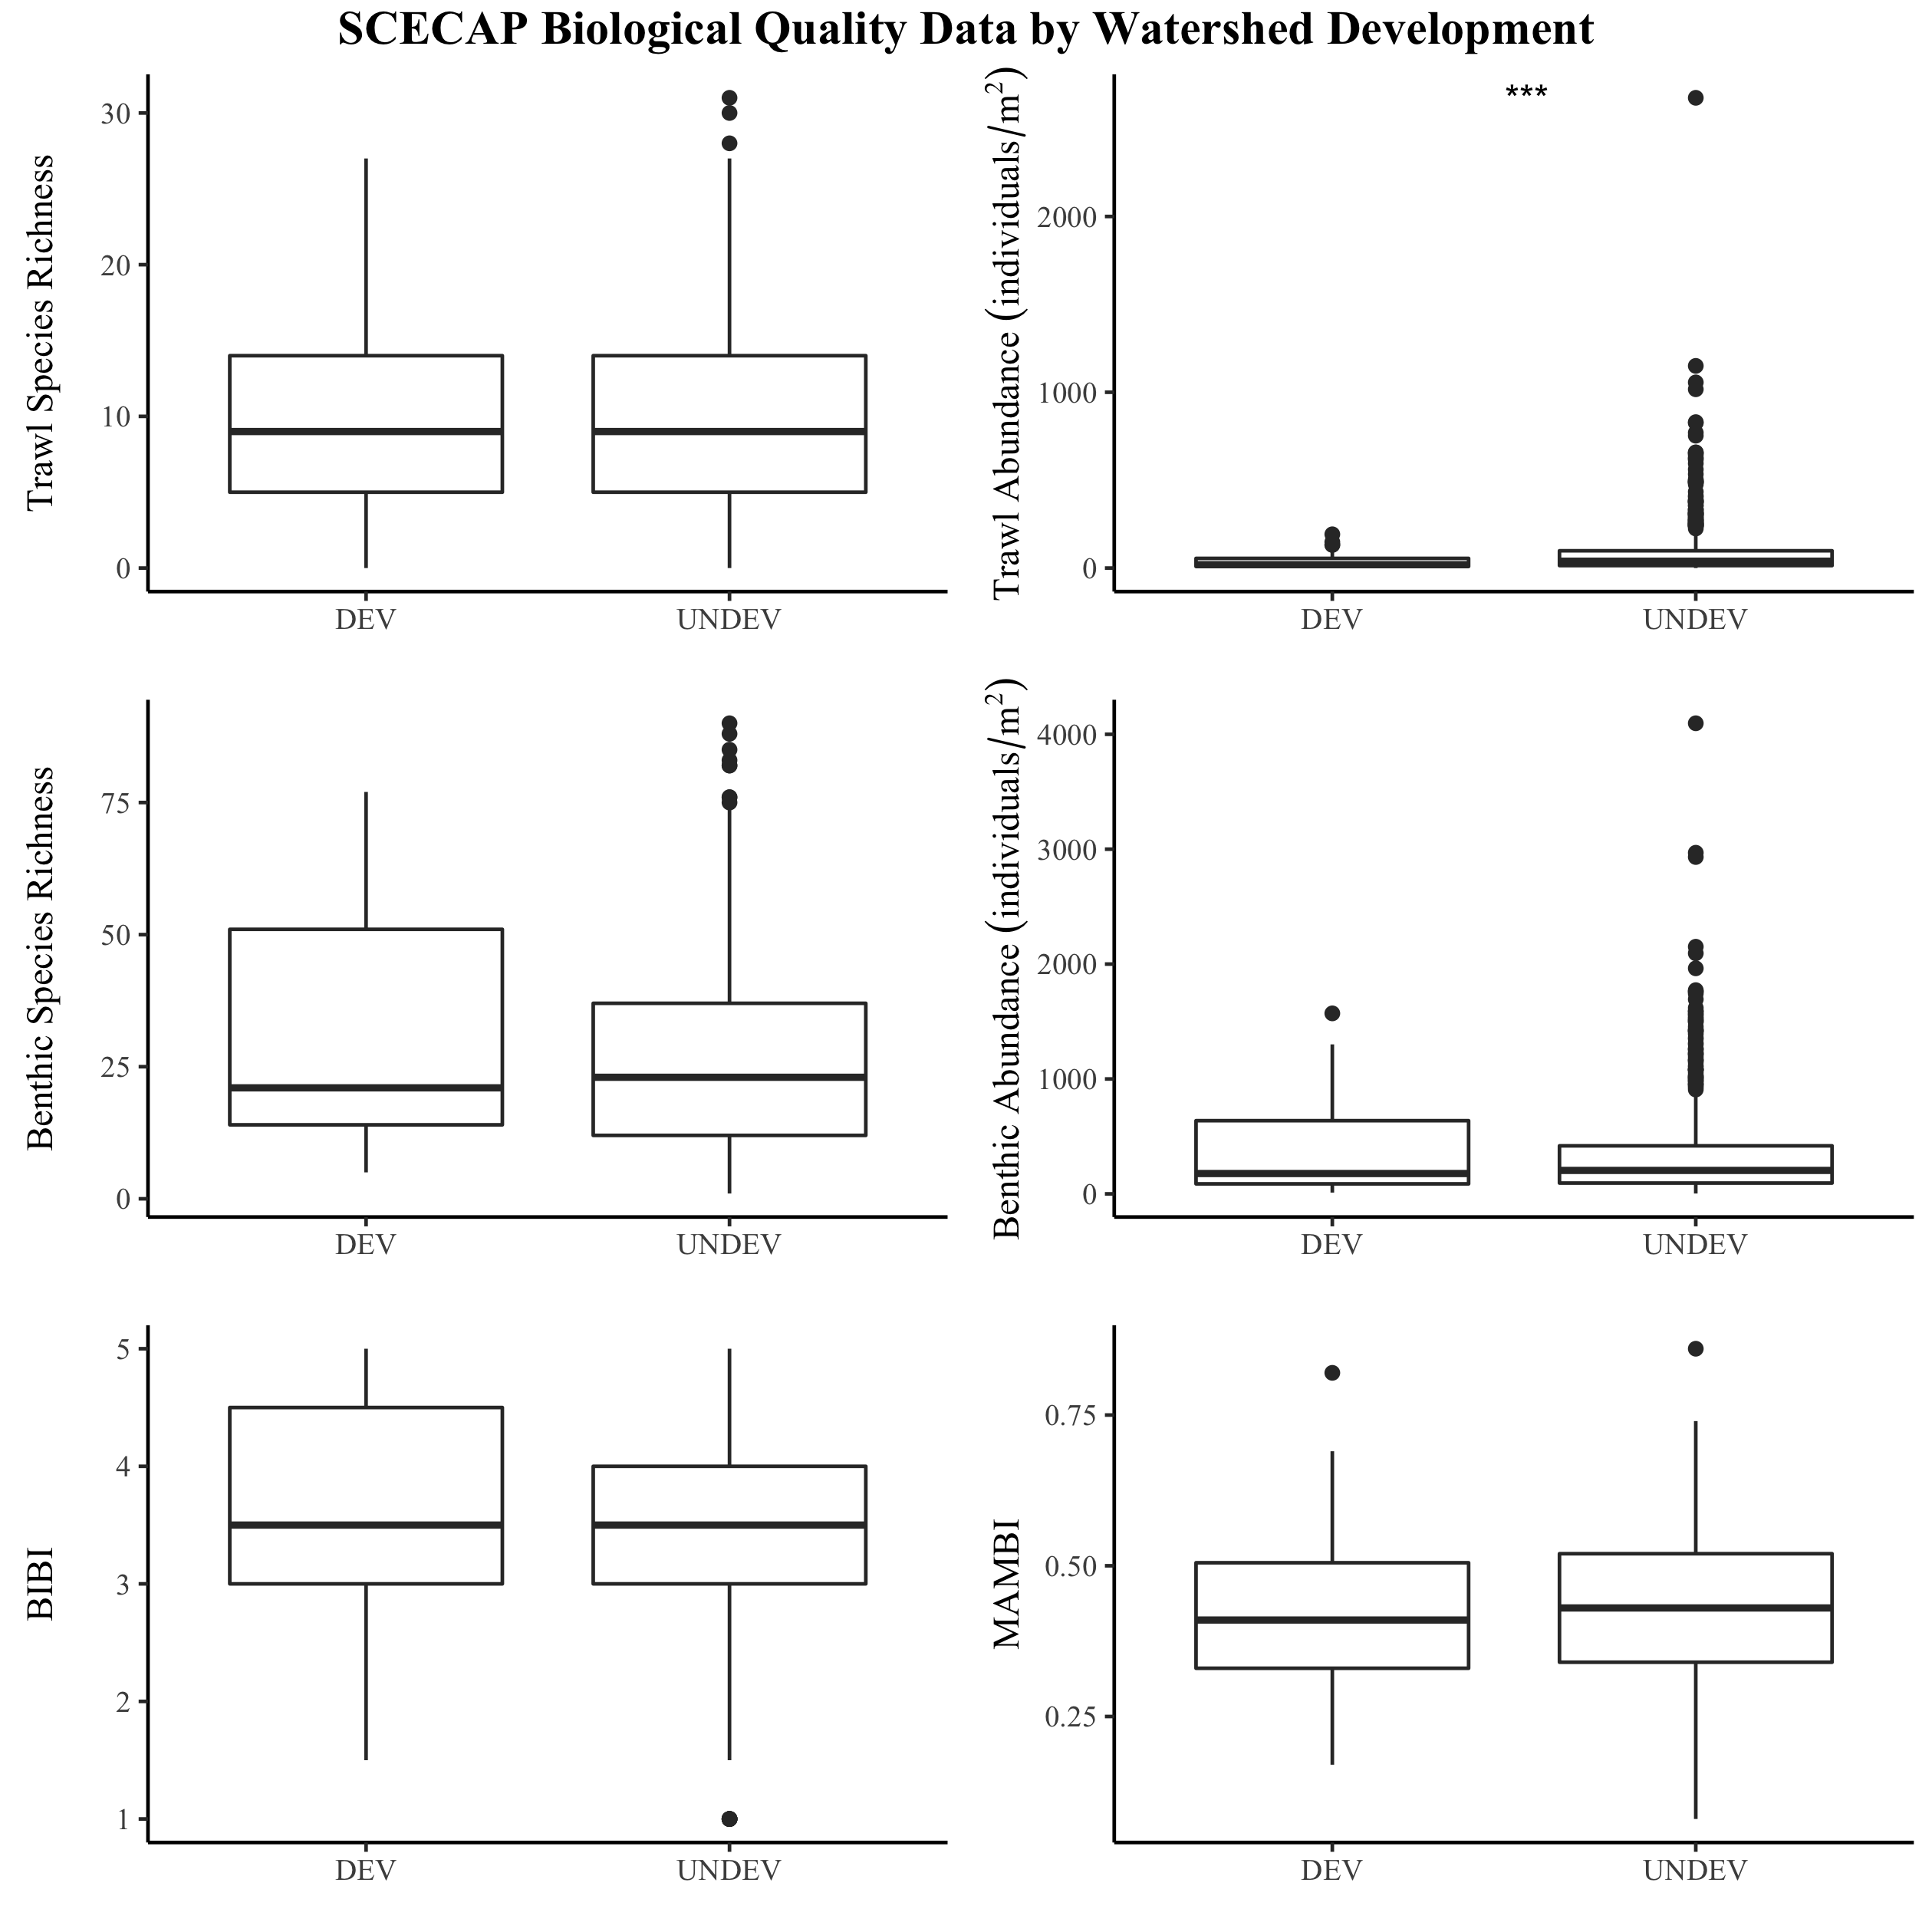 SCECAP Biological Quality Data by Watershed Development
Trawl Species Richness
30
20
10
0
DEV
UNDEV
Trawl Abundance (individuals/m²)
***
2000
1000
0
DEV
UNDEV
Benthic Species Richness
75
50
25
0
DEV
UNDEV
Benthic Abundance (individuals/m²)
4000
3000
2000
1000
0
DEV
UNDEV
BIBI
5
4
3
2
1
DEV
UNDEV
MAMBI
0.75
0.50
0.25
DEV
UNDEV